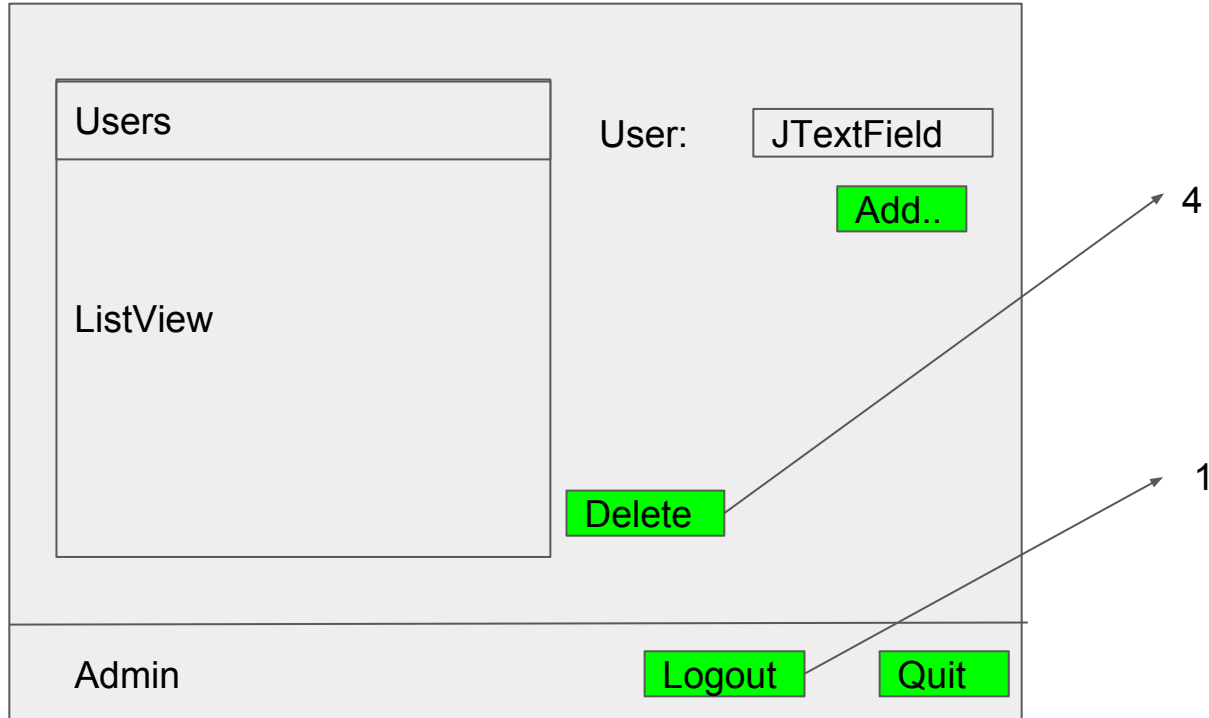 Users
User:
JTextField
Add..
4
ListView
1
Delete
Admin
Logout
Quit